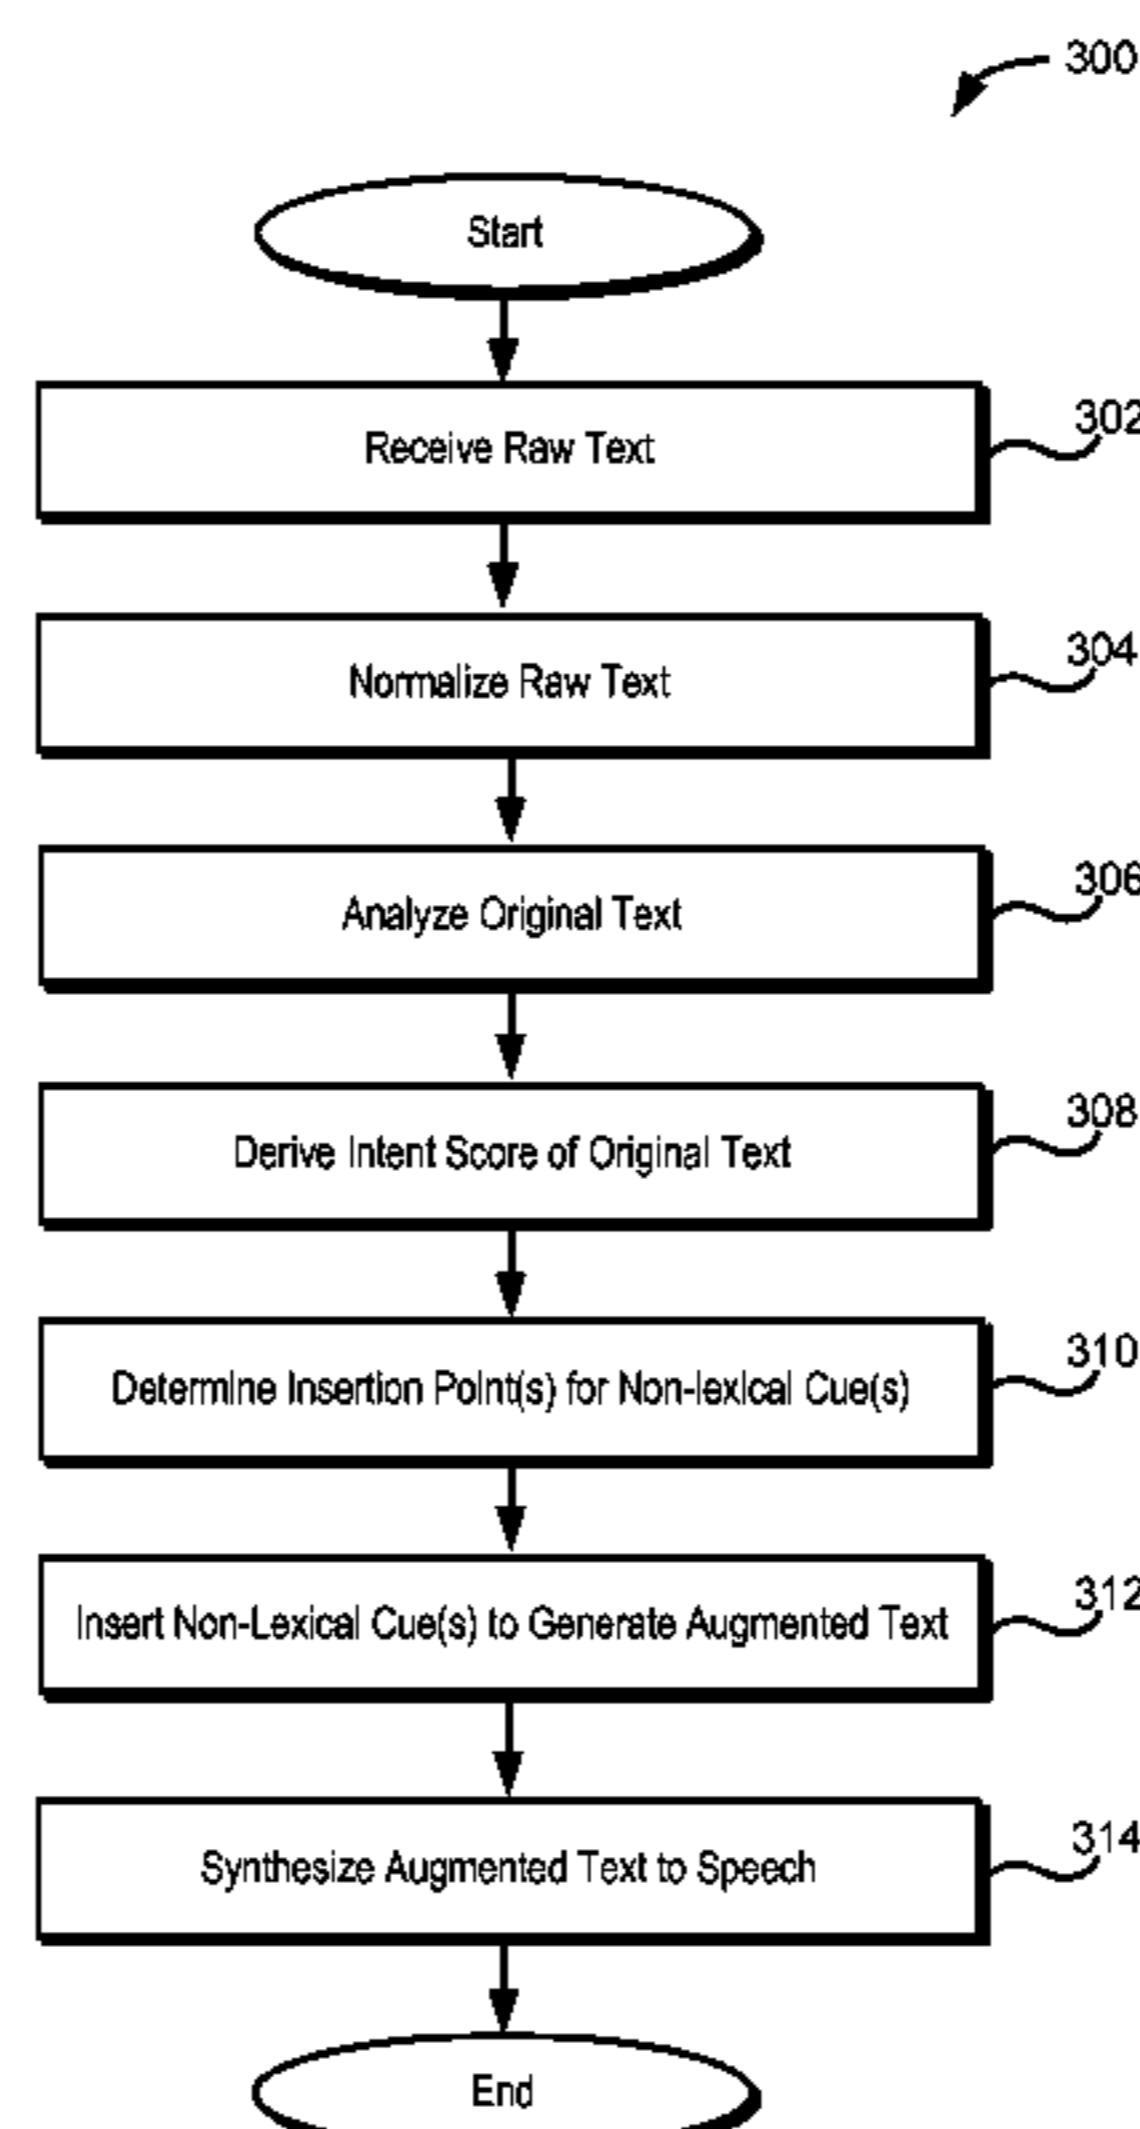 300
Start
Receive Raw Text
302
Normalize Raw Text
304
Analyze Original Text
306
Derive Intent Score of Original Text
308
Determine Insertion Point(s) for Non-lexical Cue(s)
310
Insert Non-Lexical Cue(s) to Generate Augmented Text
312
Synthesize Augmented Text to Speech
314
End